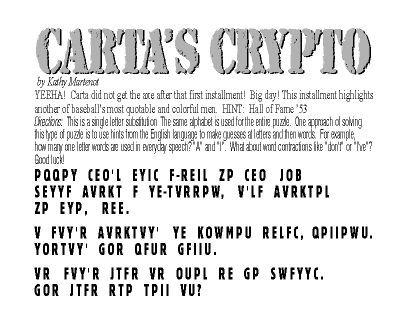 CARTA'S CRYPTO
by Kathy Martenot
YEEHA! Carta did not get the axe after that first installment! Big day! This installment highlights
another of baseball's most quotable and colorful men. HINT: Hall of Fame '53
Directions: This is a single letter substitution. The same alphabet is used for the entire puzzle. One approach of solving
this type of puzzle is to use hints from the English language to make guesses at letters and then words. For example,
how many one letter words are used in everyday speech? "A" and "I". What about word contractions like "don't" or "I've"?
Good luck!
PQQPY CEO'L EYIC F-REIL ZP CEO JOB
SEYYF AVRKT F YE-TVRRPW, V'LF AVRKTPL
ZP EYP, REE.
V FVY'R AVRKTVY' YE KOWMPU RELFC, QPIIPWU.
YORTVY' GOR QFUR GFIIU.
VR FVY'R JTFR VR OUPL RE GP SWFYYC.
GOR JTFR RTP TPII VU?